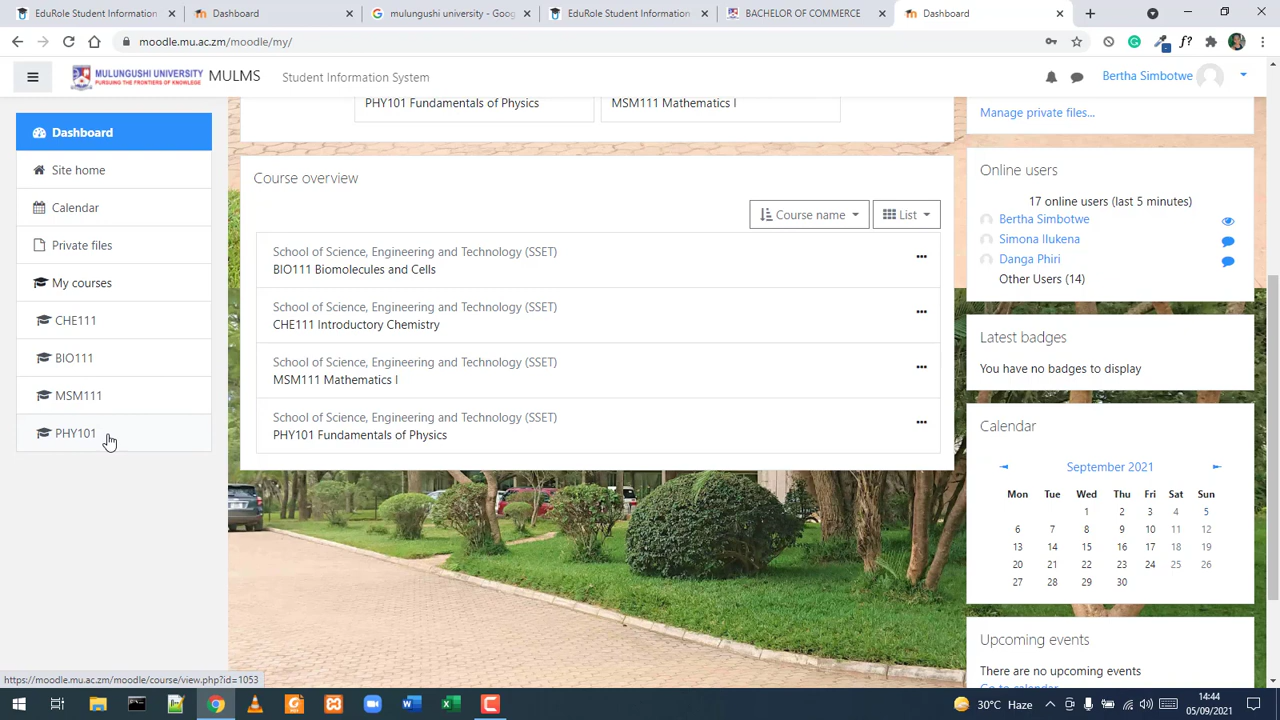 EduRole Student Information
Dashboard
mulungushi university - Goog
EduRole Student Information
BACHELOR OF COMMERCE
Dashboard
moodle.mu.ac.zm/moodle/my/
MULUNGUSHI UNIVERSITY
PURSUING THE FRONTIERS OF KNOWLEDGE
MULMS
Student Information System
Bertha Simbotwe
PHY101 Fundamentals of Physics
MSM111 Mathematics I
Manage private files...
Dashboard
Site home
Calendar
Private files
My courses
CHE111
BIO111
MSM111
PHY101
Course overview
Course name
List
School of Science, Engineering and Technology (SSET)
BIO111 Biomolecules and Cells
School of Science, Engineering and Technology (SSET)
CHE111 Introductory Chemistry
School of Science, Engineering and Technology (SSET)
MSM111 Mathematics I
School of Science, Engineering and Technology (SSET)
PHY101 Fundamentals of Physics
Online users
17 online users (last 5 minutes)
Bertha Simbotwe
Simona Ilukena
Danga Phiri
Other Users (14)
Latest badges
You have no badges to display
Calendar
◄ September 2021 ►
Mon Tue Wed Thu Fri Sat Sun
1 2 3 4 5
6 7 8 9 10 11 12
13 14 15 16 17 18 19
20 21 22 23 24 25 26
27 28 29 30
Upcoming events
There are no upcoming events
Go to calendar...
https://moodle.mu.ac.zm/moodle/course/view.php?id=1053
30°C Haze
14:44
05/09/2021